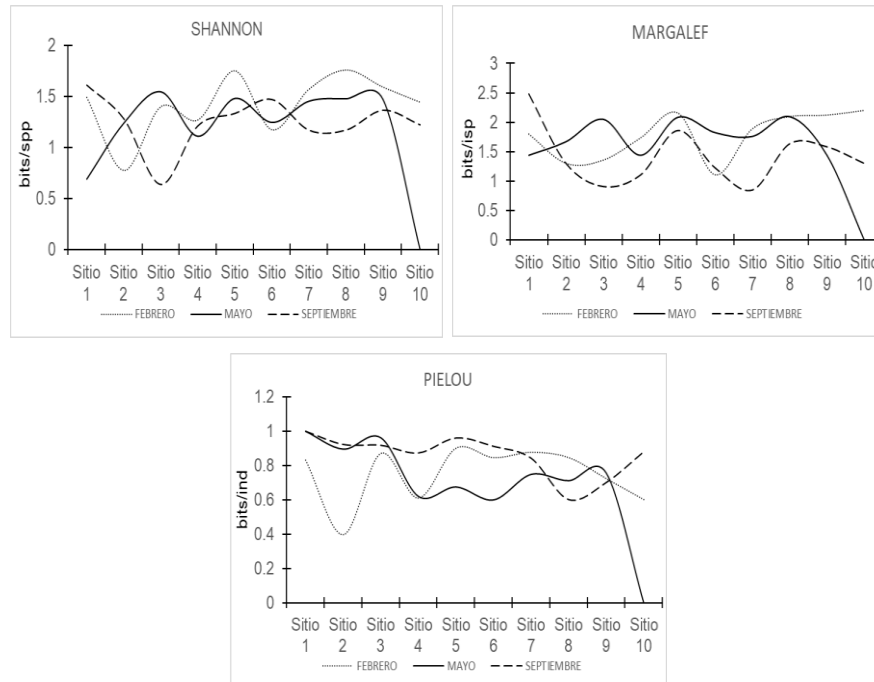 SHANNON
2
1.5
1
0.5
0
bits/spp
Sitio 1 Sitio 2 Sitio 3 Sitio 4 Sitio 5 Sitio 6 Sitio 7 Sitio 8 Sitio 9 Sitio 10
FEBRERO MAYO SEPTIEMBRE
MARGALEF
3
2.5
2
1.5
1
0.5
0
bits/isp
Sitio 1 Sitio 2 Sitio 3 Sitio 4 Sitio 5 Sitio 6 Sitio 7 Sitio 8 Sitio 9 Sitio 10
FEBRERO MAYO SEPTIEMBRE
PIELOU
1.2
1
0.8
0.6
0.4
0.2
0
bits/ind
Sitio 1 Sitio 2 Sitio 3 Sitio 4 Sitio 5 Sitio 6 Sitio 7 Sitio 8 Sitio 9 Sitio 10
FEBRERO MAYO SEPTIEMBRE